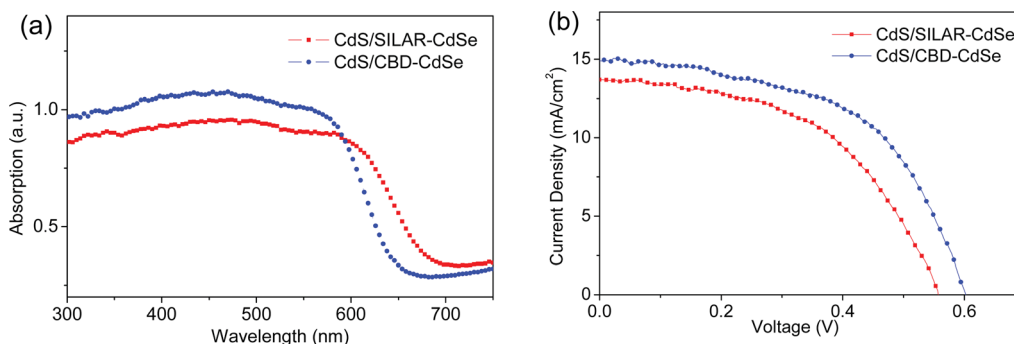 (a)
CdS/SILAR-CdSe
CdS/CBD-CdSe
1.0
0.5
Absorption (a.u.)
300 400 500 600 700
Wavelength (nm)
(b)
CdS/SILAR-CdSe
CdS/CBD-CdSe
15
10
5
0
Current Density (mA/cm²)
0.0 0.2 0.4 0.6
Voltage (V)